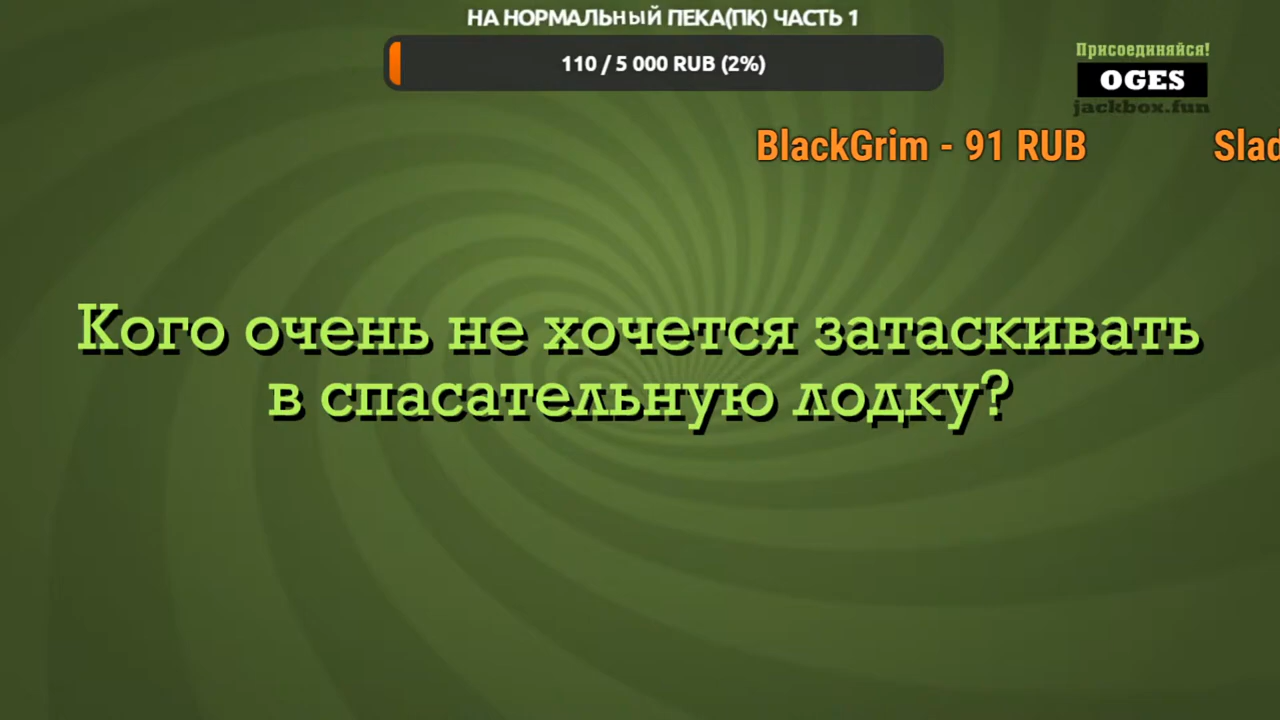 НА НОРМАЛЬНЫЙ ПЕКА(ПК) ЧАСТЬ 1
110 / 5 000 RUB (2%)
Присоединяйся!
OGES
jackbox.fun
BlackGrim - 91 RUB
Кого очень не хочется затаскивать
в спасательную лодку?